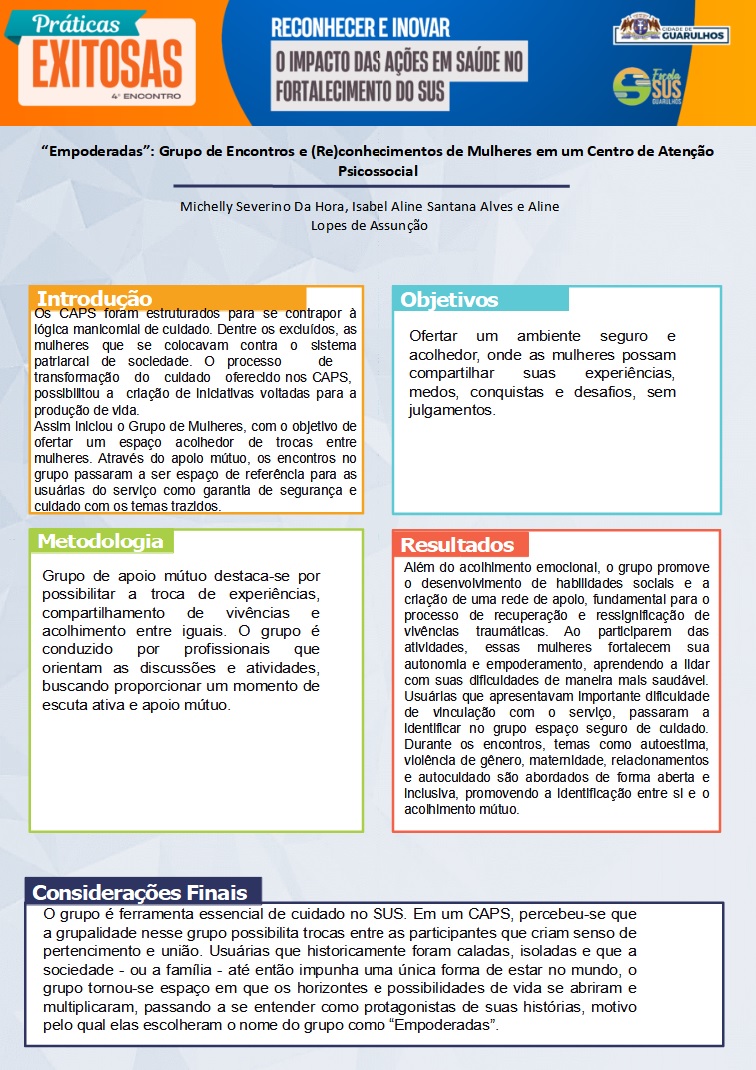 Práticas
EXITOSAS
4º ENCONTRO
RECONHECER E INOVAR
O IMPACTO DAS AÇÕES EM SAÚDE NO
FORTALECIMENTO DO SUS
CIDADE DE
GUARULHOS
Escola
SUS
GUARULHOS
“Empoderadas”: Grupo de Encontros e (Re)conhecimentos de Mulheres em um Centro de Atenção
Psicossocial
Michelly Severino Da Hora, Isabel Aline Santana Alves e Aline
Lopes de Assunção
Introdução
Os CAPS foram estruturados para se contrapor à
lógica manicomial de cuidado. Dentre os excluídos, as
mulheres que se colocavam contra o sistema
patriarcal de sociedade. O processo de
transformação do cuidado oferecido nos CAPS,
possibilitou a criação de iniciativas voltadas para a
produção de vida.
Assim iniciou o Grupo de Mulheres, com o objetivo de
ofertar um espaço acolhedor de trocas entre
mulheres. Através do apoio mútuo, os encontros no
grupo passaram a ser espaço de referência para as
usuárias do serviço como garantia de segurança e
cuidado com os temas trazidos.
Objetivos
Ofertar um ambiente seguro e
acolhedor, onde as mulheres possam
compartilhar suas experiências,
medos, conquistas e desafios, sem
julgamentos.
Metodologia
Grupo de apoio mútuo destaca-se por
possibilitar a troca de experiências,
compartilhamento de vivências e
acolhimento entre iguais. O grupo é
conduzido por profissionais que
orientam as discussões e atividades,
buscando proporcionar um momento de
escuta ativa e apoio mútuo.
Resultados
Além do acolhimento emocional, o grupo promove
o desenvolvimento de habilidades sociais e a
criação de uma rede de apoio, fundamental para o
processo de recuperação e ressignificação de
vivências traumáticas. Ao participarem das
atividades, essas mulheres fortalecem sua
autonomia e empoderamento, aprendendo a lidar
com suas dificuldades de maneira mais saudável.
Usuárias que apresentavam importante dificuldade
de vinculação com o serviço, passaram a
identificar no grupo espaço seguro de cuidado.
Durante os encontros, temas como autoestima,
violência de gênero, maternidade, relacionamentos
e autocuidado são abordados de forma aberta e
inclusiva, promovendo a identificação entre si e o
acolhimento mútuo.
Considerações Finais
O grupo é ferramenta essencial de cuidado no SUS. Em um CAPS, percebeu-se que
a grupalidade nesse grupo possibilita trocas entre as participantes que criam senso de
pertencimento e união. Usuárias que historicamente foram caladas, isoladas e que a
sociedade - ou a família - até então impunha uma única forma de estar no mundo, o
grupo tornou-se espaço em que os horizontes e possibilidades de vida se abriram e
multiplicaram, passando a se entender como protagonistas de suas histórias, motivo
pelo qual elas escolheram o nome do grupo como “Empoderadas”.